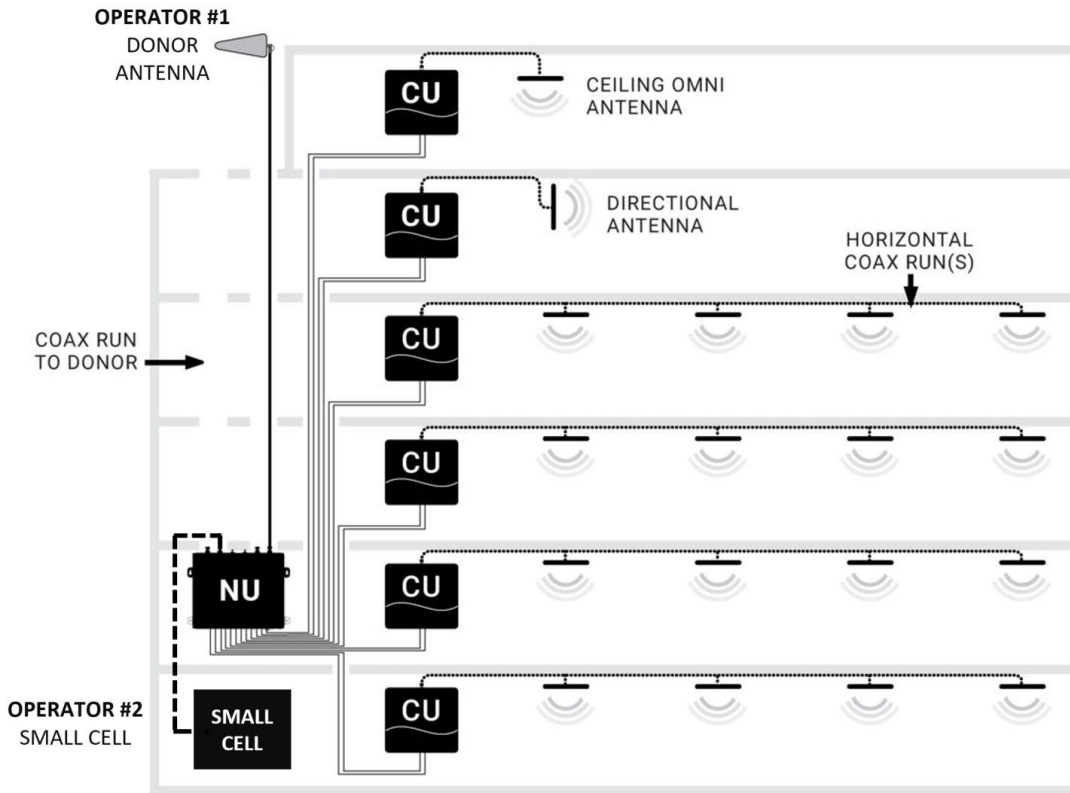 OPERATOR #1
DONOR
ANTENNA
CU
CEILING OMNI
ANTENNA
CU
DIRECTIONAL
ANTENNA
HORIZONTAL
COAX RUN(S)
COAX RUN
TO DONOR
CU
CU
NU
CU
OPERATOR #2
SMALL CELL
SMALL
CELL
CU